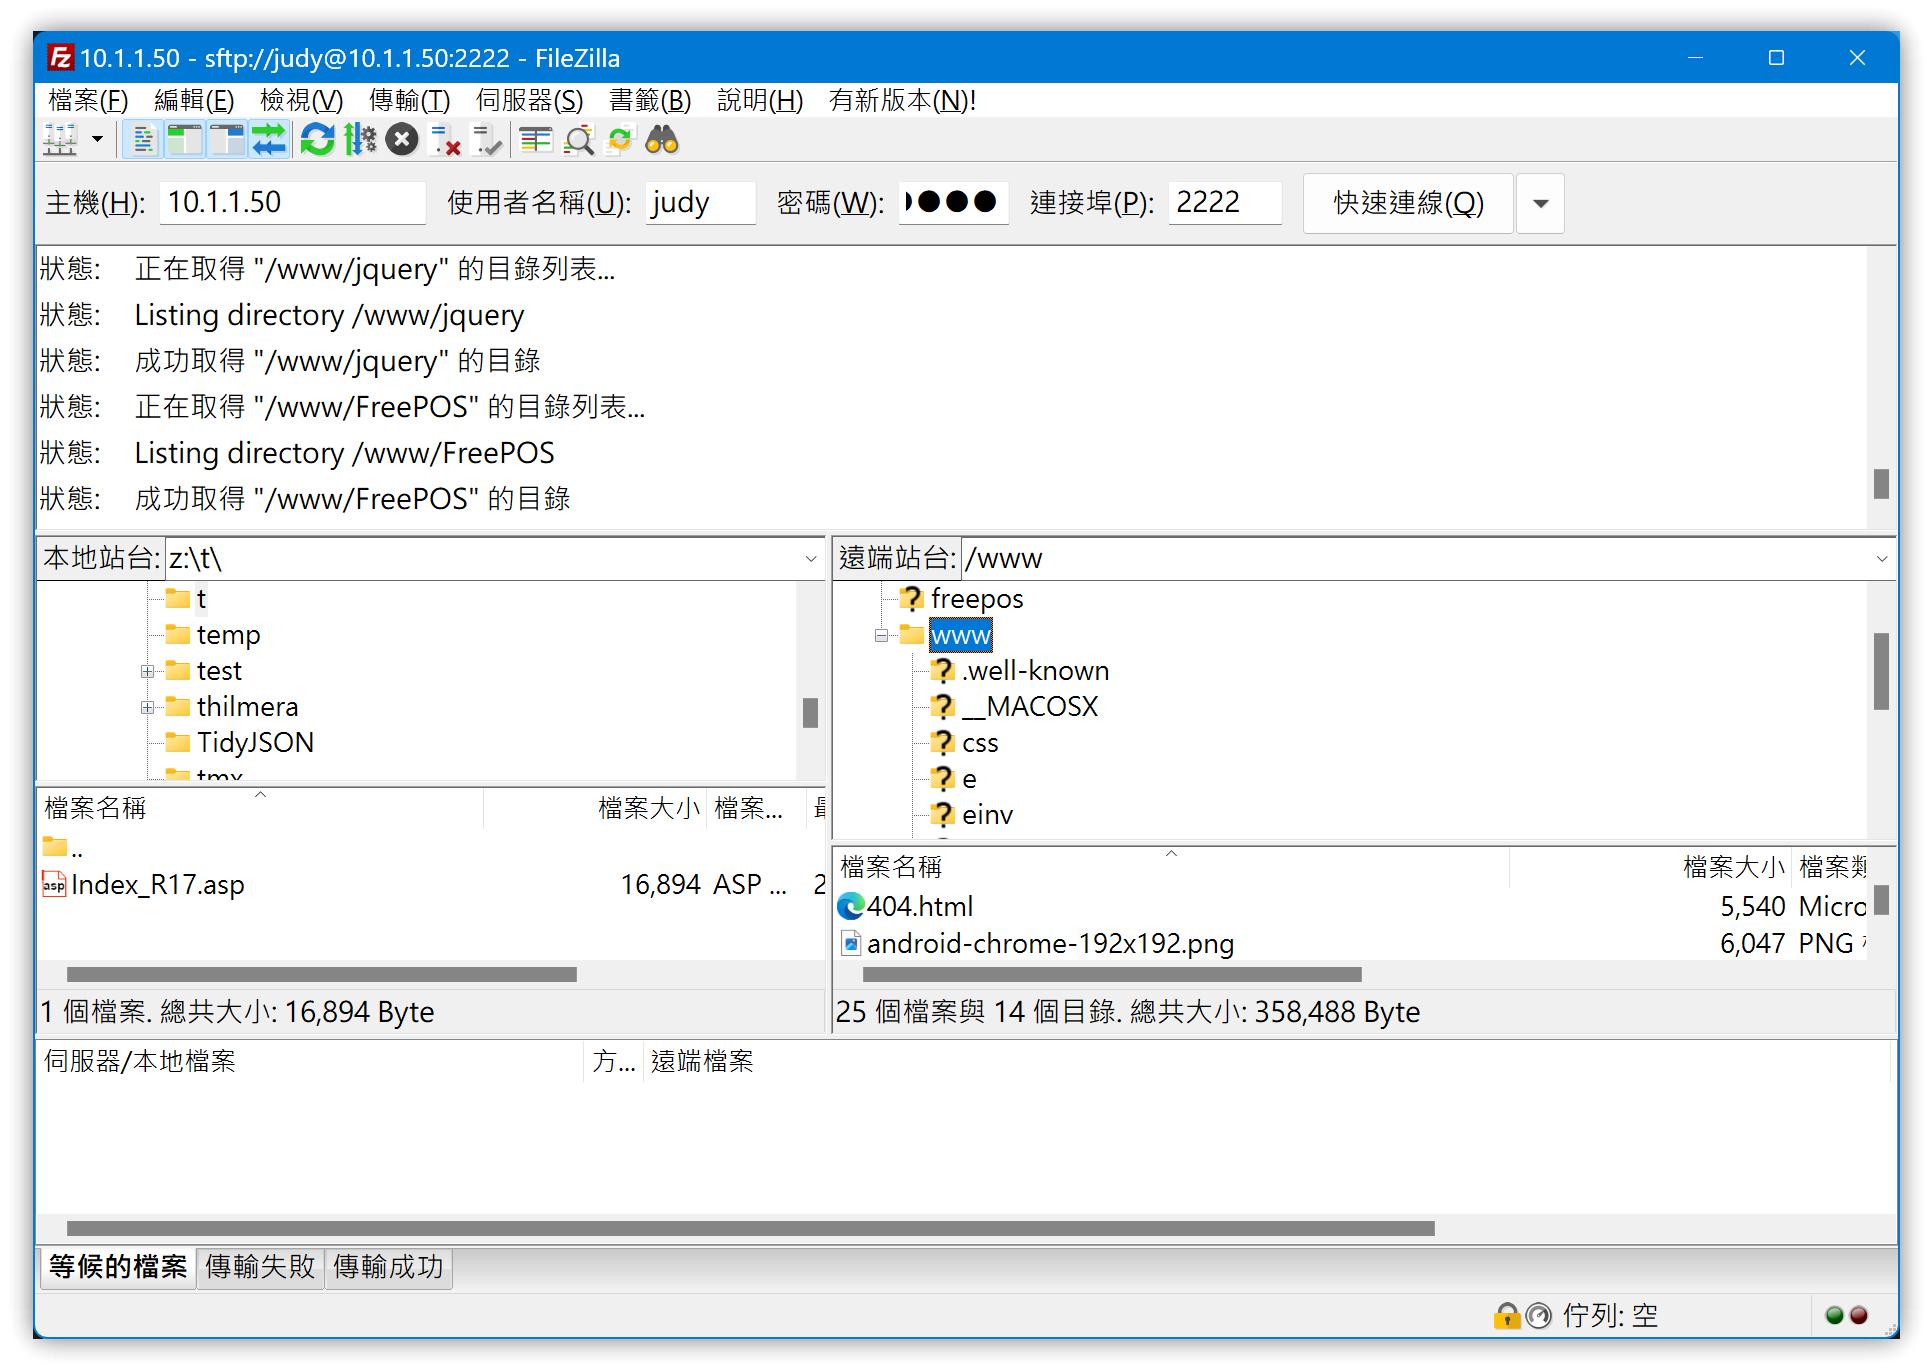 10.1.1.50 - sftp://judy@10.1.1.50:2222 - FileZilla
檔案(F) 編輯(E) 檢視(V) 傳輸(T) 伺服器(S) 書籤(B) 說明(H) 有新版本(N)!
主機(H): 10.1.1.50 使用者名稱(U): judy 密碼(W): ●●● 連接埠(P): 2222 快速連線(Q)
狀態: 正在取得 "/www/jquery" 的目錄列表...
狀態: Listing directory /www/jquery
狀態: 成功取得 "/www/jquery" 的目錄
狀態: 正在取得 "/www/FreePOS" 的目錄列表...
狀態: Listing directory /www/FreePOS
狀態: 成功取得 "/www/FreePOS" 的目錄
本地站台: z:\t\
t
temp
test
thilmera
TidyJSON
tmx
檔案名稱 檔案大小 檔案...
..
asp Index_R17.asp 16,894 ASP ... 2
1 個檔案. 總共大小: 16,894 Byte
遠端站台: /www
freepos
www
.well-known
__MACOSX
css
e
einv
檔案名稱 檔案大小 檔案類
404.html 5,540 Micro
android-chrome-192x192.png 6,047 PNG
25 個檔案與 14 個目錄. 總共大小: 358,488 Byte
伺服器/本地檔案 方... 遠端檔案
等候的檔案 傳輸失敗 傳輸成功
佇列: 空